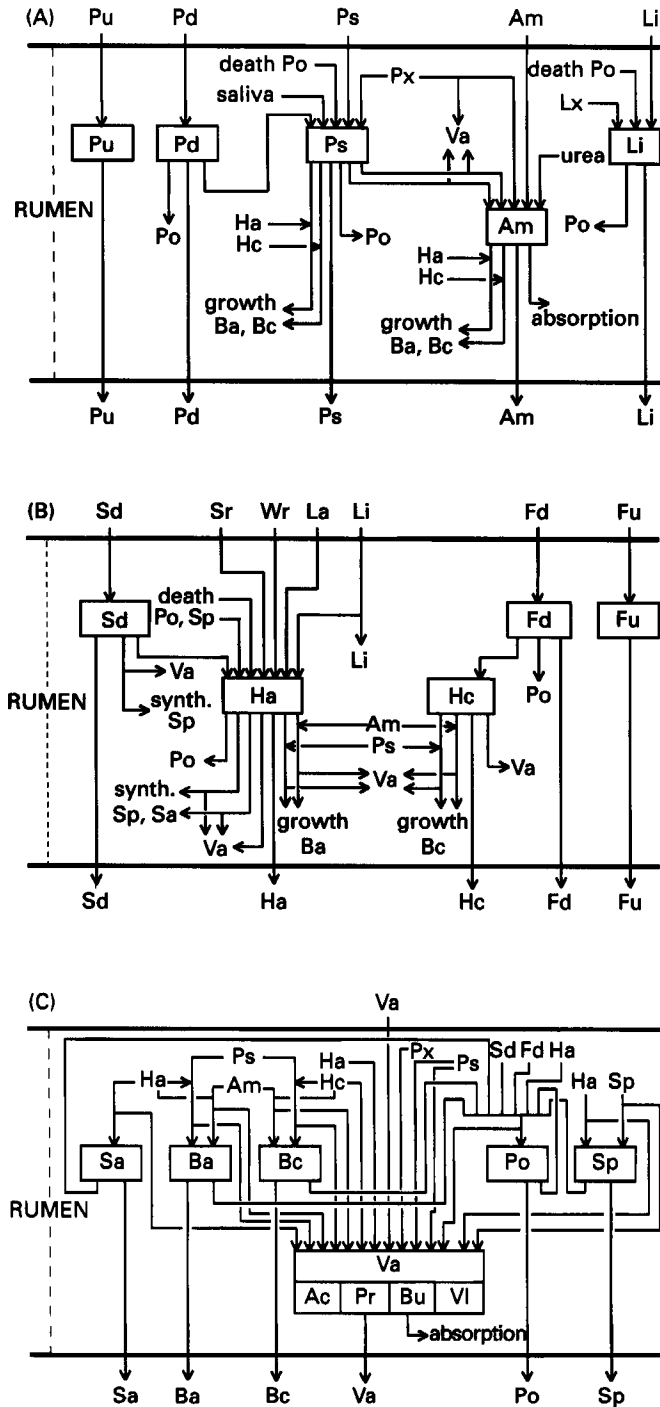 (A) Pu Pd Ps Am Li
death Po Px death Po
saliva Lx
Va
Pu Pd Ps urea Li
RUMEN
Po Ha Po Am Po
Hc Ha
Hc
growth absorption
Ba, Bc growth
Ba, Bc
Pu Pd Ps Am Li
(B) Sd Sr Wr La Li Fd Fu
death
Sd Po, Sp Fd Fu
Va Li
RUMEN synth. Ha Hc Po
Sp Am
Po Ps
synth. Va Va
Sp, Sa growth growth
Va Ba Bc
Sd Ha Hc Fd Fu
(C) Va
Ps Ha Px Ps Sd Fd Ha
Ha Am Hc Ha Sp
Sa Ba Bc Po Sp
RUMEN
Va
Ac Pr Bu Vl
absorption
Sa Ba Bc Va Po Sp